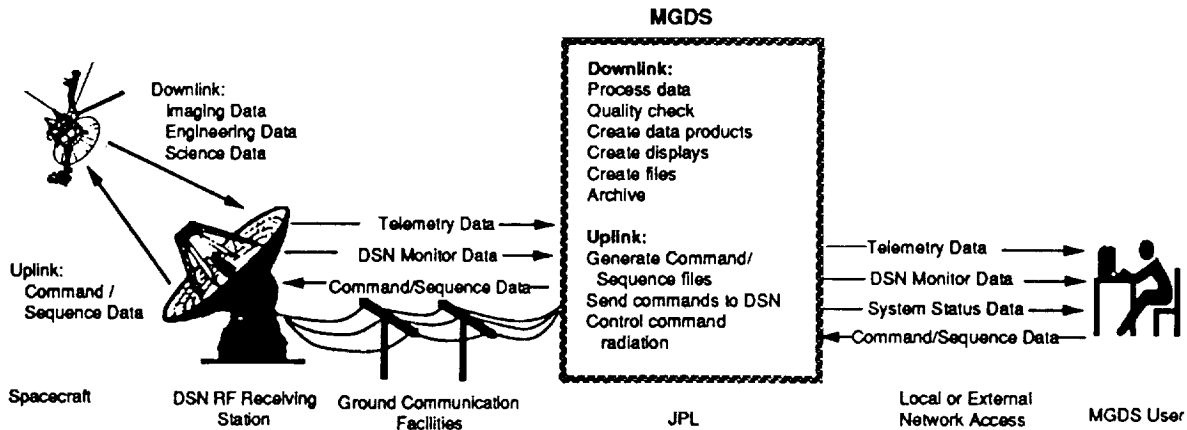 MGDS
Downlink:
Imaging Data
Engineering Data
Science Data
Uplink:
Command /
Sequence Data
Telemetry Data
DSN Monitor Data
Command/Sequence Data
Downlink:
Process data
Quality check
Create data products
Create displays
Create files
Archive
Uplink:
Generate Command/
Sequence files
Send commands to DSN
Control command
radiation
Telemetry Data
DSN Monitor Data
System Status Data
Command/Sequence Data
Spacecraft
DSN RF Receiving
Station
Ground Communication
Facilities
JPL
Local or External
Network Access
MGDS User